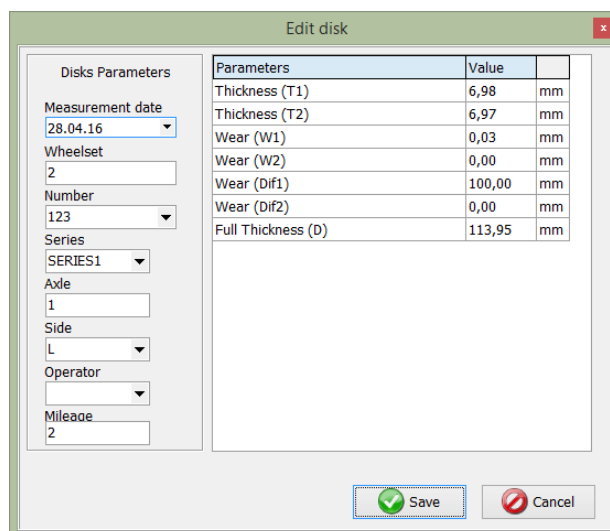 Edit disk
x
Disks Parameters
Measurement date
28.04.16
Wheelset
2
Number
123
Series
SERIES1
Axle
1
Side
L
Operator
Mileage
2
Parameters Value
Thickness (T1) 6,98 mm
Thickness (T2) 6,97 mm
Wear (W1) 0,03 mm
Wear (W2) 0,00 mm
Wear (Dif1) 100,00 mm
Wear (Dif2) 0,00 mm
Full Thickness (D) 113,95 mm
Save
Cancel